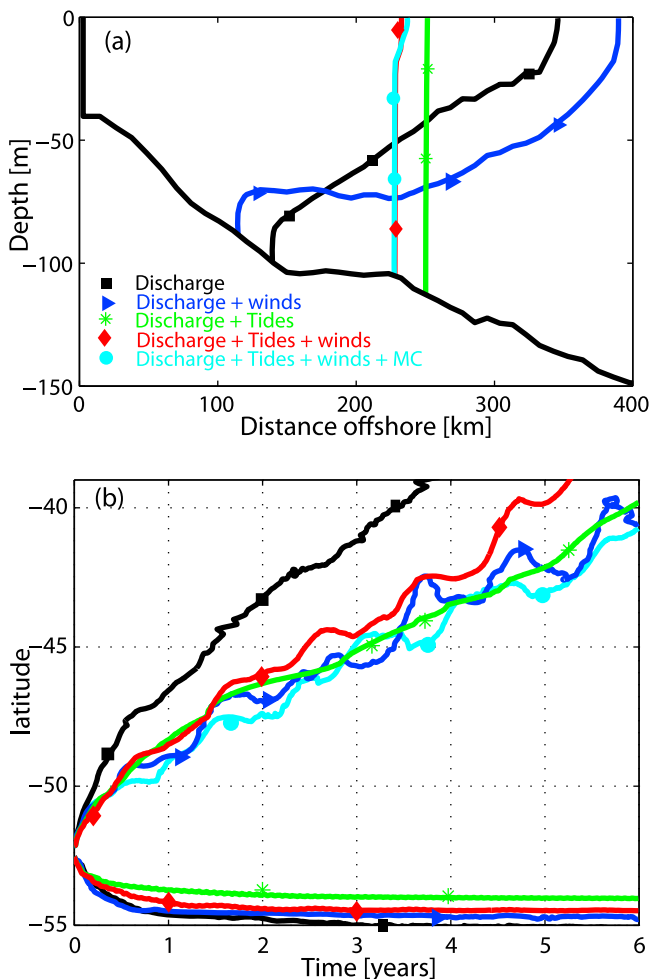 (a)
0
−50
−100
−150
Depth [m]
Discharge
Discharge + winds
Discharge + Tides
Discharge + Tides + winds
Discharge + Tides + winds + MC
0
100
200
300
400
Distance offshore [km]
(b)
−40
−45
−50
−55
latitude
0
1
2
3
4
5
6
Time [years]